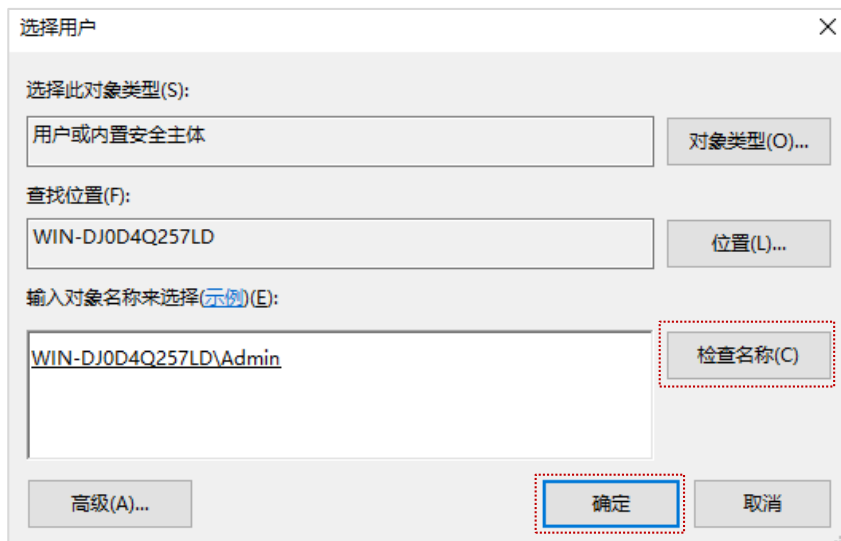 选择用户
选择此对象类型(S):
用户或内置安全主体
对象类型(O)...
查找位置(F):
WIN-DJ0D4Q257LD
位置(L)...
输入对象名称来选择(示例)(E):
WIN-DJ0D4Q257LD\Admin
检查名称(C)
高级(A)...
确定
取消